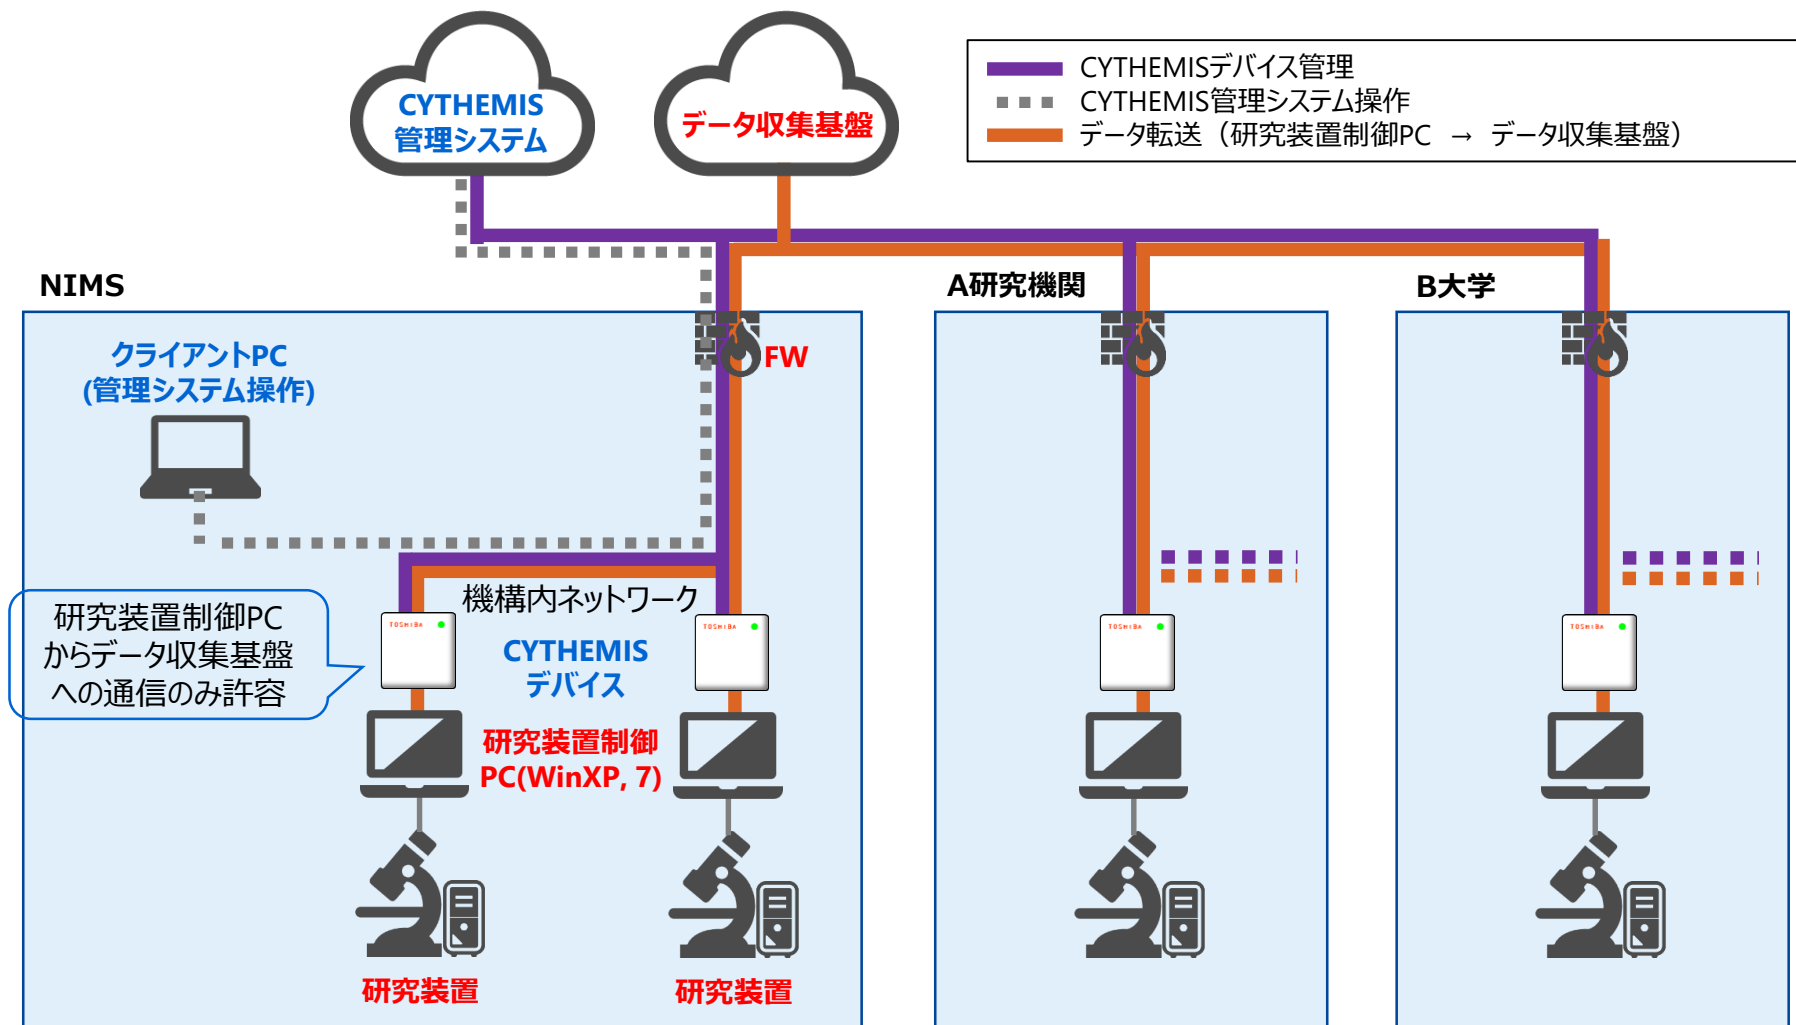 CYTHEMIS
管理システム
データ収集基盤
CYTHEMISデバイス管理
CYTHEMIS管理システム操作
データ転送（研究装置制御PC → データ収集基盤）
NIMS
A研究機関
B大学
クライアントPC
(管理システム操作)
FW
機構内ネットワーク
研究装置制御PC
からデータ収集基盤
への通信のみ許容
TOSHIBA
TOSHIBA
TOSHIBA
TOSHIBA
CYTHEMIS
デバイス
研究装置制御
PC(WinXP, 7)
研究装置
研究装置